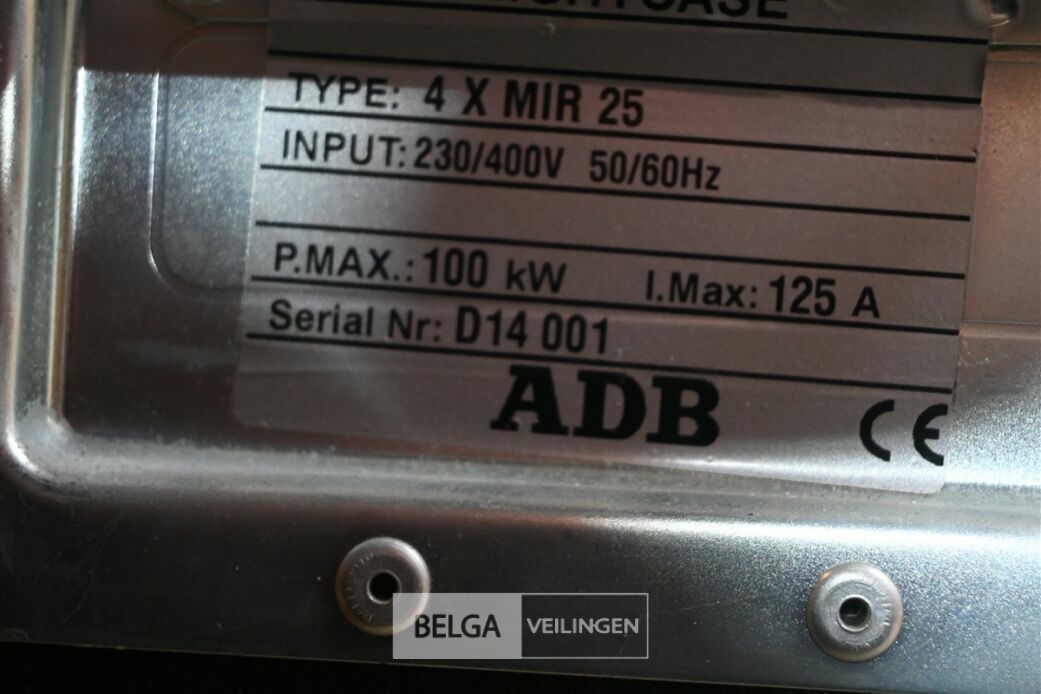 CASE
TYPE: 4 X MIR 25
INPUT: 230/400V 50/60Hz
P.MAX.: 100 kW I.Max: 125 A
Serial Nr: D14 001
ADB CE
BELGA VEILINGEN